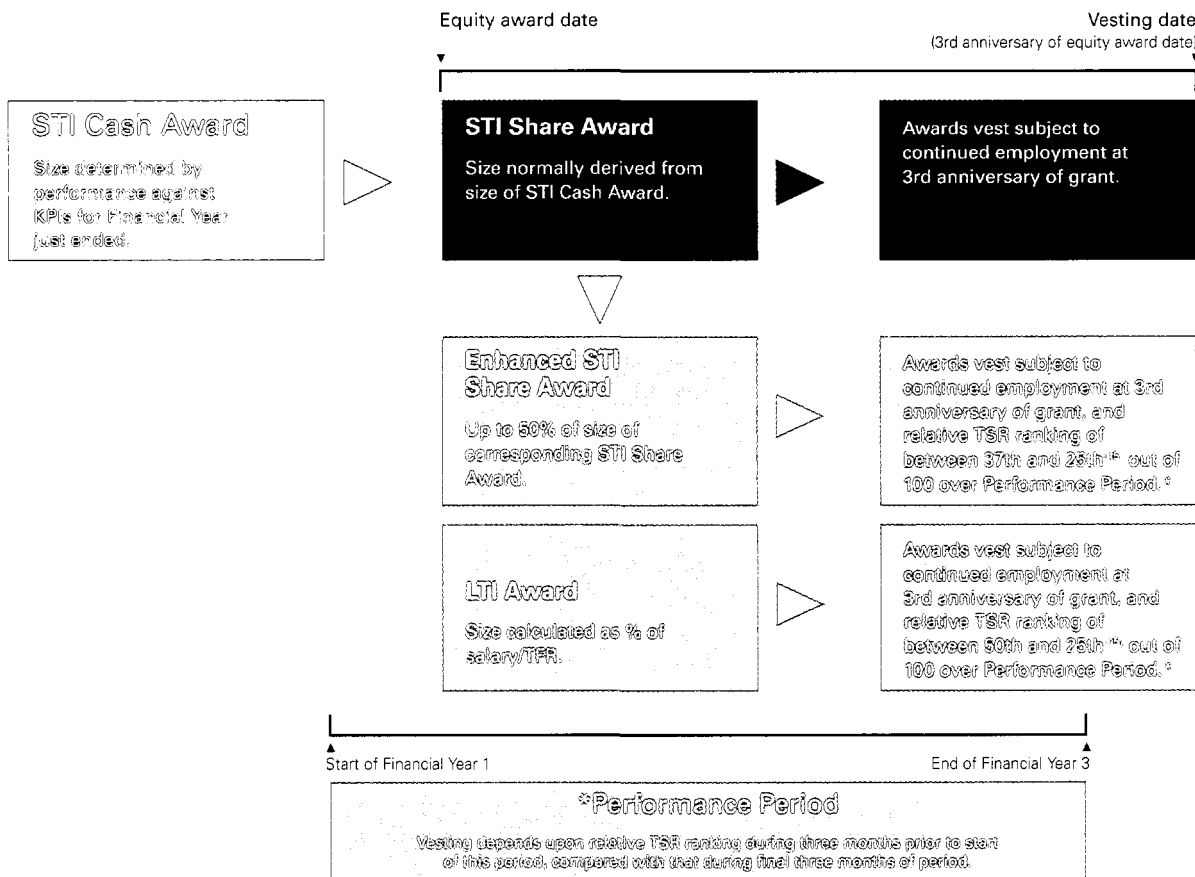 Equity award date
Vesting date
(3rd anniversary of equity award date)
STI Cash Award
Size determined by
performance against
KPIs for Financial Year
just ended.
STI Share Award
Size normally derived from
size of STI Cash Award.
Awards vest subject to
continued employment at
3rd anniversary of grant.
Enhanced STI
Share Award
Up to 50% of size of
corresponding STI Share
Award.
Awards vest subject to
continued employment at 3rd
anniversary of grant, and
relative TSR ranking of
between 37th and 25th out of
100 over Performance Period.*
LTI Award
Size calculated as % of
salary/TFR.
Awards vest subject to
continued employment at
3rd anniversary of grant, and
relative TSR ranking of
between 50th and 25th out of
100 over Performance Period.*
Start of Financial Year 1
End of Financial Year 3
*Performance Period
Vesting depends upon relative TSR ranking during three months prior to start
of this period, compared with that during final three months of period.